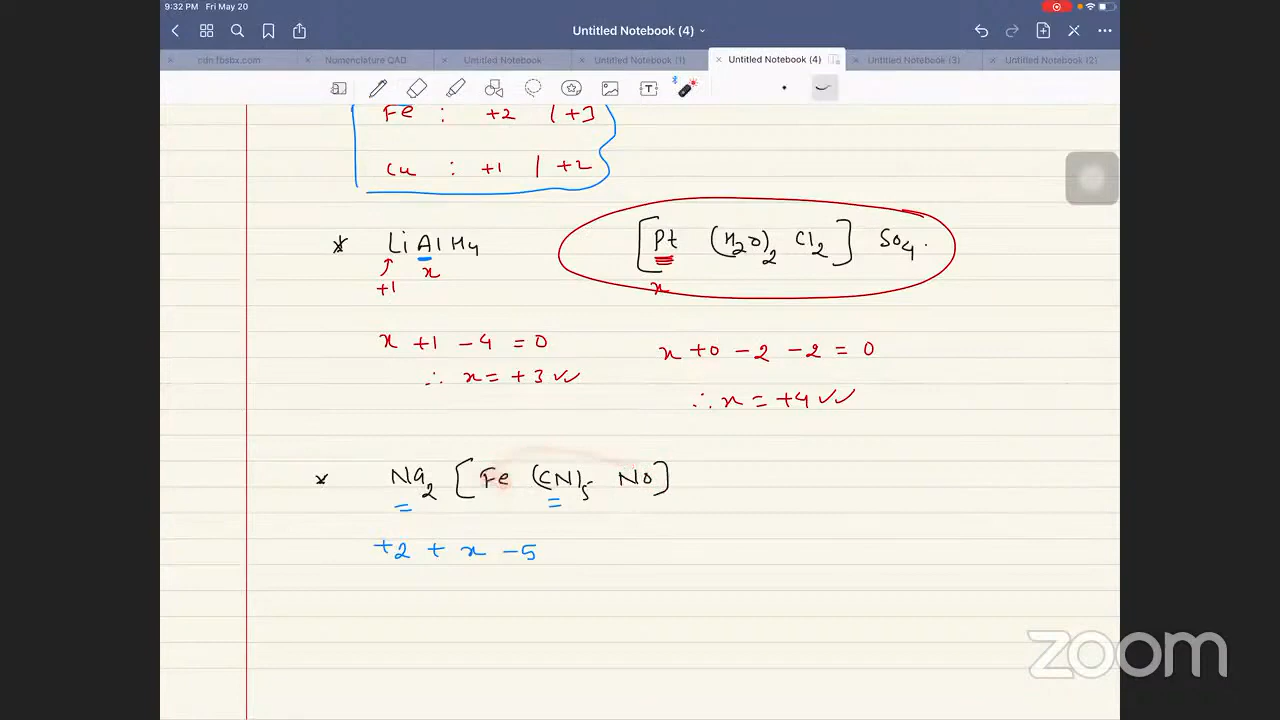 9:32 PM Fri May 20
Untitled Notebook (4)
cdn.fbsbx.com Nomenclature QAD Untitled Notebook Untitled Notebook (1) Untitled Notebook (4) Untitled Notebook (3) Untitled Notebook (2)
Fe : +2 | +3
Cu : +1 | +2
* LiAlH4 [Pt (H2O)2 Cl2] SO4.
+1 x x
x +1 -4 = 0 x +0 -2 -2 = 0
∴ x = +3 ✓✓ ∴ x = +4 ✓✓
* Na2 [Fe (CN)5 NO]
+2 + x -5
zoom